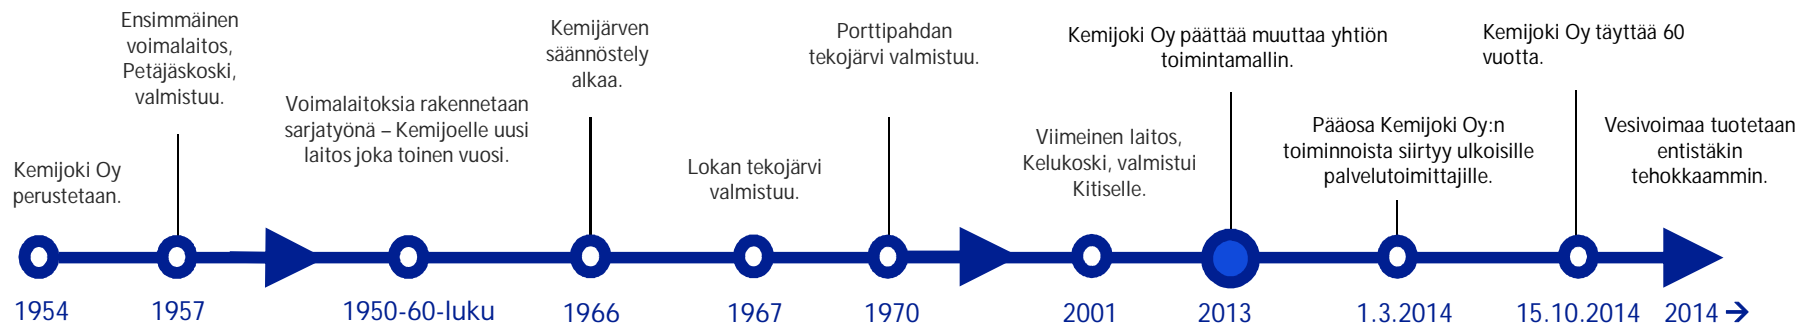 Kemijoki Oy
perustetaan.
1954
Ensimmäinen
voimalaitos,
Petäjäskoski,
valmistuu.
1957
Voimalaitoksia rakennetaan
sarjatyönä – Kemijoelle uusi
laitos joka toinen vuosi.
1950-60-luku
Kemijärven
säännöstely
alkaa.
1966
Lokan tekojärvi
valmistuu.
1967
Porttipahdan
tekojärvi valmistuu.
1970
Viimeinen laitos,
Kelukoski, valmistui
Kitiselle.
2001
Kemijoki Oy päättää muuttaa yhtiön
toimintamallin.
2013
Pääosa Kemijoki Oy:n
toiminnoista siirtyy ulkoisille
palvelutoimittajille.
1.3.2014
Kemijoki Oy täyttää 60
vuotta.
15.10.2014
Vesivoimaa tuotetaan
entistäkin
tehokkaammin.
2014 →